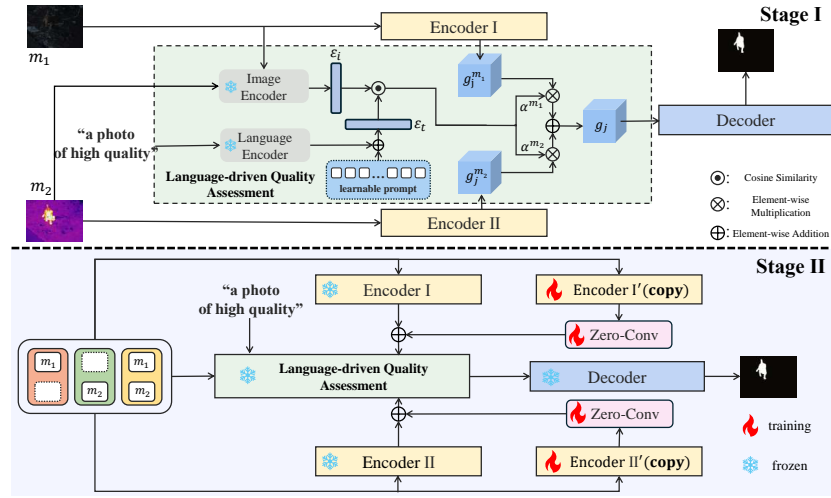 Stage I
m₁
Encoder I
Image
Encoder
εᵢ
gⱼ^m₁
α^m₁
gⱼ
Decoder
"a photo
of high quality"
Language
Encoder
εₜ
α^m₂
Language-driven Quality
Assessment
learnable prompt
gⱼ^m₂
m₂
Encoder II
: Cosine Similarity
: Element-wise
Multiplication
: Element-wise Addition
Stage II
"a photo
of high quality"
Encoder I
Encoder I′(copy)
Zero-Conv
m₁
m₁
m₂
m₂
Language-driven Quality
Assessment
Decoder
Zero-Conv
Encoder II
Encoder II′(copy)
training
frozen